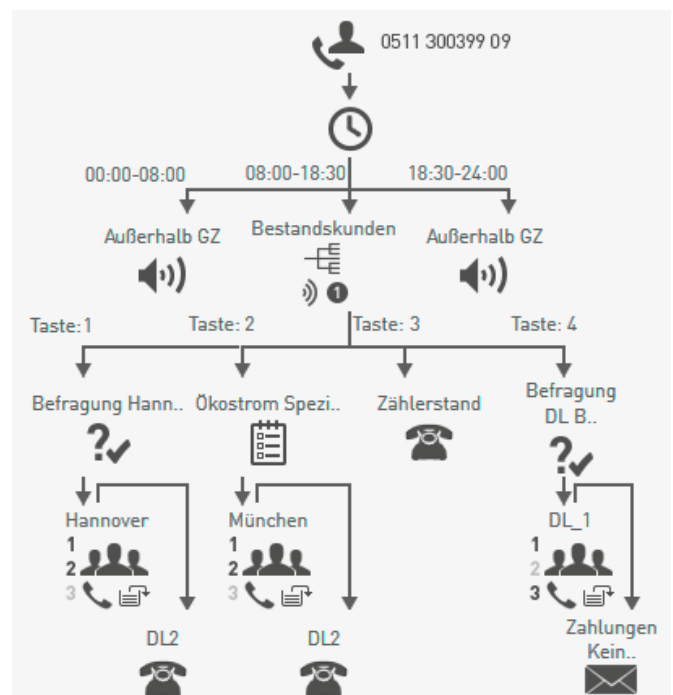 0511 300399 09
00:00-08:00
08:00-18:30
18:30-24:00
Außerhalb GZ
Bestandskunden
Außerhalb GZ
1
Taste:1
Taste: 2
Taste: 3
Taste: 4
Befragung Hann..
Ökostrom Spezi..
Zählerstand
Befragung
DL B..
Hannover
1
2
3
München
1
2
3
DL_1
1
2
3
DL2
DL2
Zahlungen
Kein..